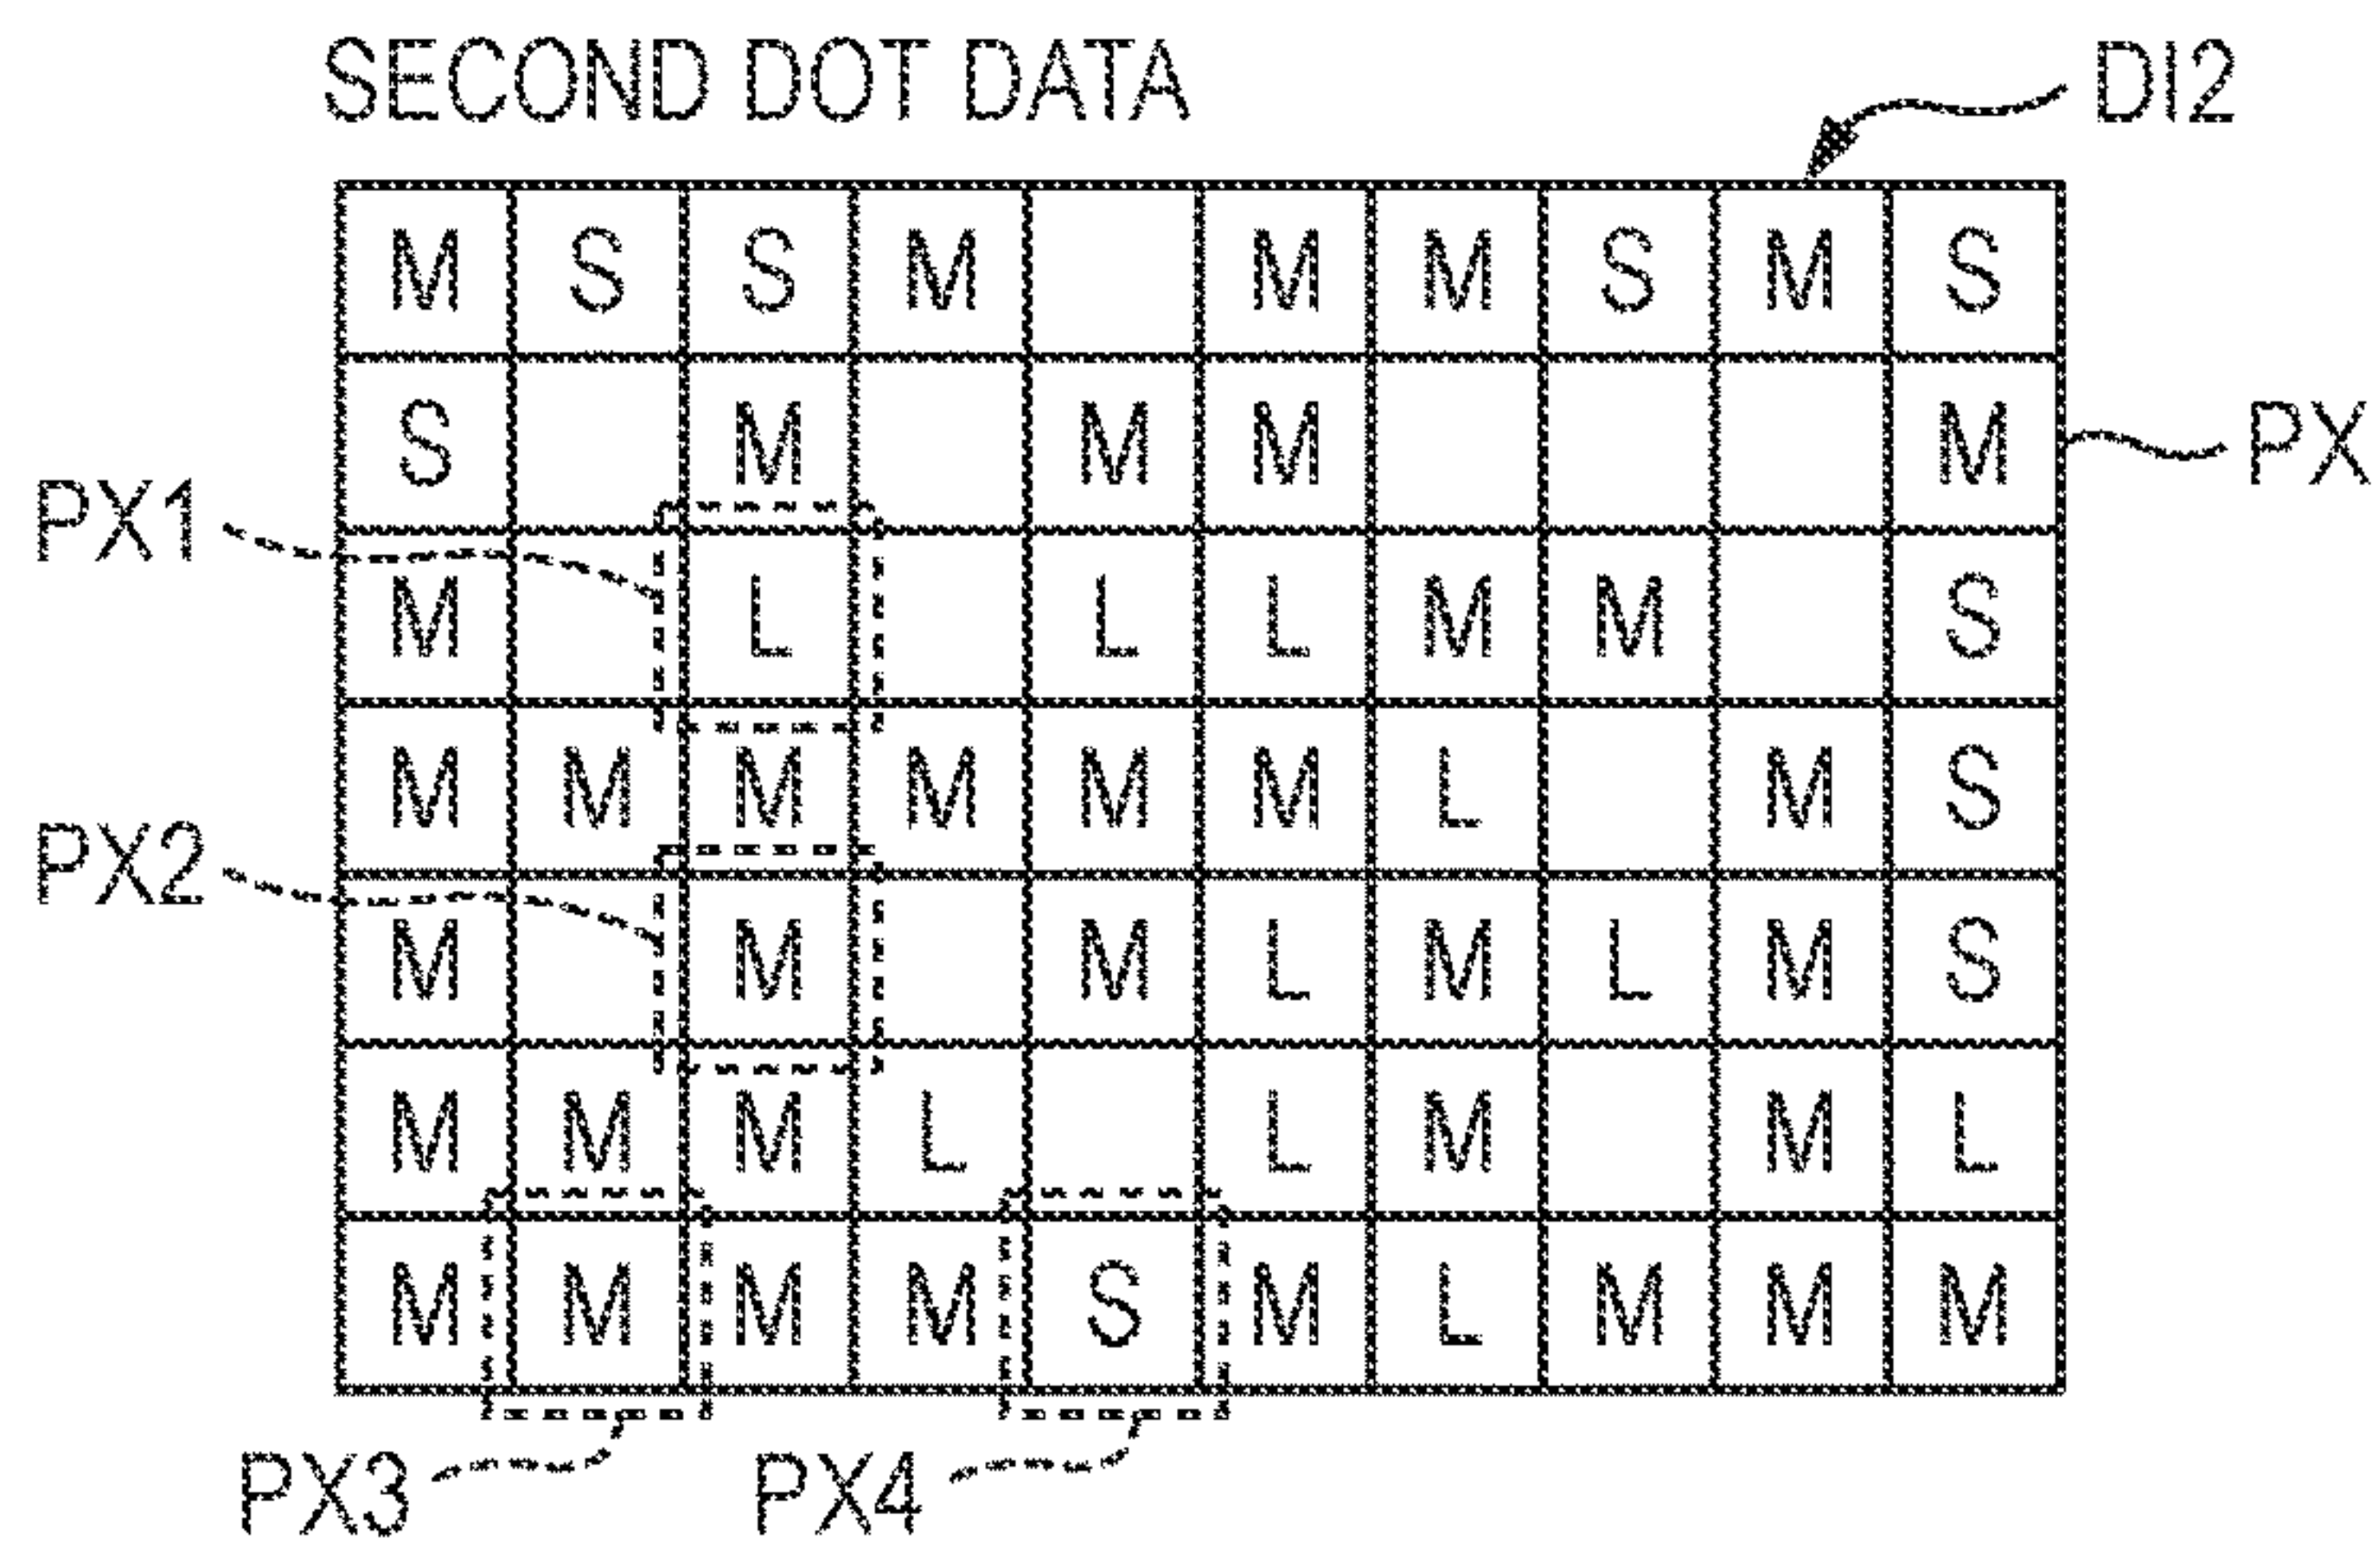 SECOND DOT DATA DI2
M S S M M M S M S
S M M M M PX
PX1
M L L L M M S
M M M M M M L M S
PX2
M M M L M L M S
M M M L L M M L
M M M M S M L M M M
PX3 PX4